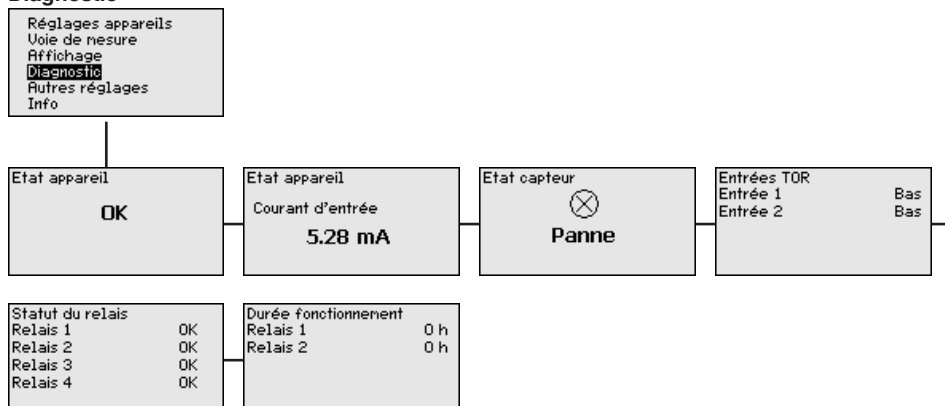 Diagnostic
Réglages appareils
Voie de mesure
Affichage
Diagnostic
Autres réglages
Info
Etat appareil
OK
Etat appareil
Courant d'entrée
5.28 mA
Etat capteur
Panne
Entrées TOR
Entrée 1 Bas
Entrée 2 Bas
Statut du relais
Relais 1 OK
Relais 2 OK
Relais 3 OK
Relais 4 OK
Durée fonctionnement
Relais 1 0 h
Relais 2 0 h